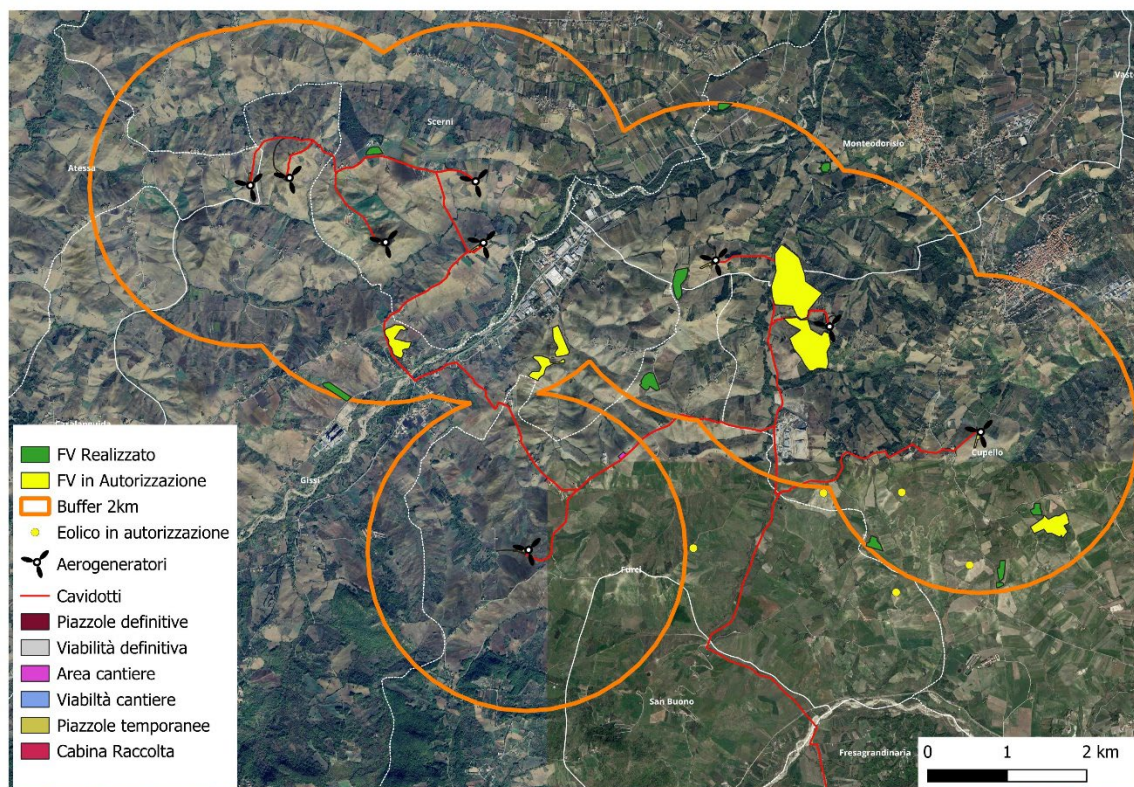 Scerni
Atessa
Monteodorisio
Vast
Cupello
Gissi
Furci
San Buono
Fresagrandinaria
FV Realizzato
FV in Autorizzazione
Buffer 2km
Eolico in autorizzazione
Aerogeneratori
Cavidotti
Piazzole definitive
Viabilità definitiva
Area cantiere
Viabiltà cantiere
Piazzole temporanee
Cabina Raccolta
0 1 2 km